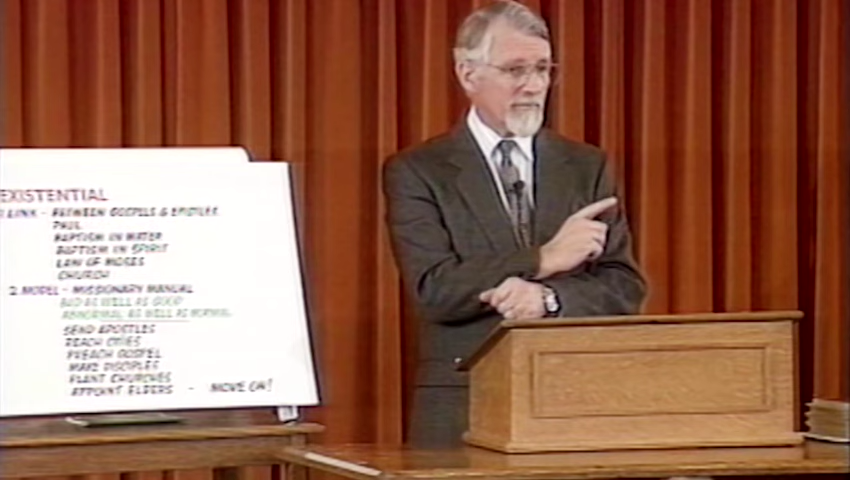 EXISTENTIAL
LINK - BETWEEN GOSPELS & EPISTLES
PAUL
BAPTISM IN WATER
BAPTISM IN SPIRIT
LAW OF MOSES
CHURCH
2 MODEL - MISSIONARY MANUAL
BAD AS WELL AS GOOD
ABNORMAL AS WELL AS NORMAL
SEND APOSTLES
REACH CITIES
PREACH GOSPEL
MAKE DISCIPLES
PLANT CHURCHES
APPOINT ELDERS - MOVE ON!